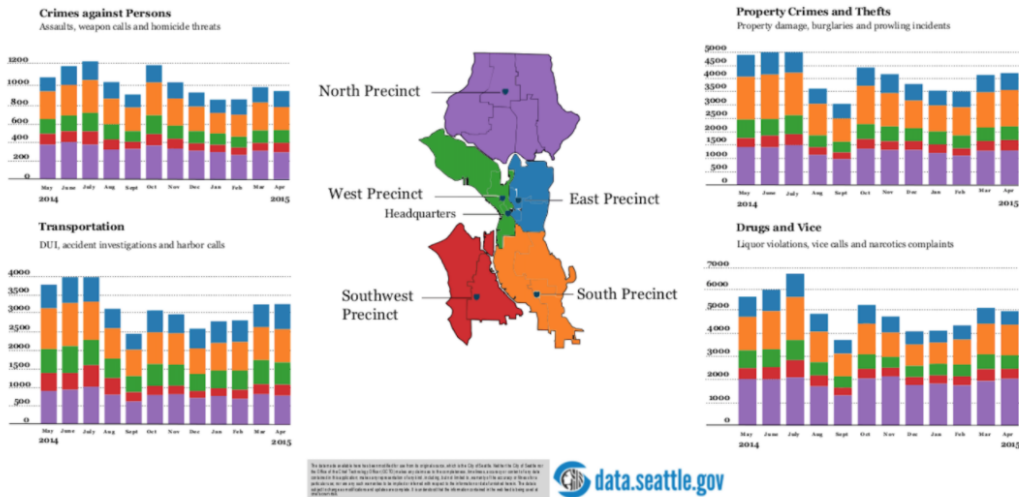 Crimes against Persons
Assaults, weapon calls and homicide threats
1200
1000
800
600
400
200
0
May June July Aug Sept Oct Nov Dec Jan Feb Mar Apr
2014 2015
Transportation
DUI, accident investigations and harbor calls
4000
3500
3000
2500
2000
1500
1000
500
0
May June July Aug Sept Oct Nov Dec Jan Feb Mar Apr
2014 2015
North Precinct
West Precinct
East Precinct
Headquarters
Southwest
Precinct
South Precinct
Property Crimes and Thefts
Property damage, burglaries and prowling incidents
5000
4500
4000
3500
3000
2500
2000
1500
1000
500
0
May June July Aug Sept Oct Nov Dec Jan Feb Mar Apr
2014 2015
Drugs and Vice
Liquor violations, vice calls and narcotics complaints
7000
6000
5000
4000
3000
2000
1000
0
May June July Aug Sept Oct Nov Dec Jan Feb Mar Apr
2014 2015
data.seattle.gov